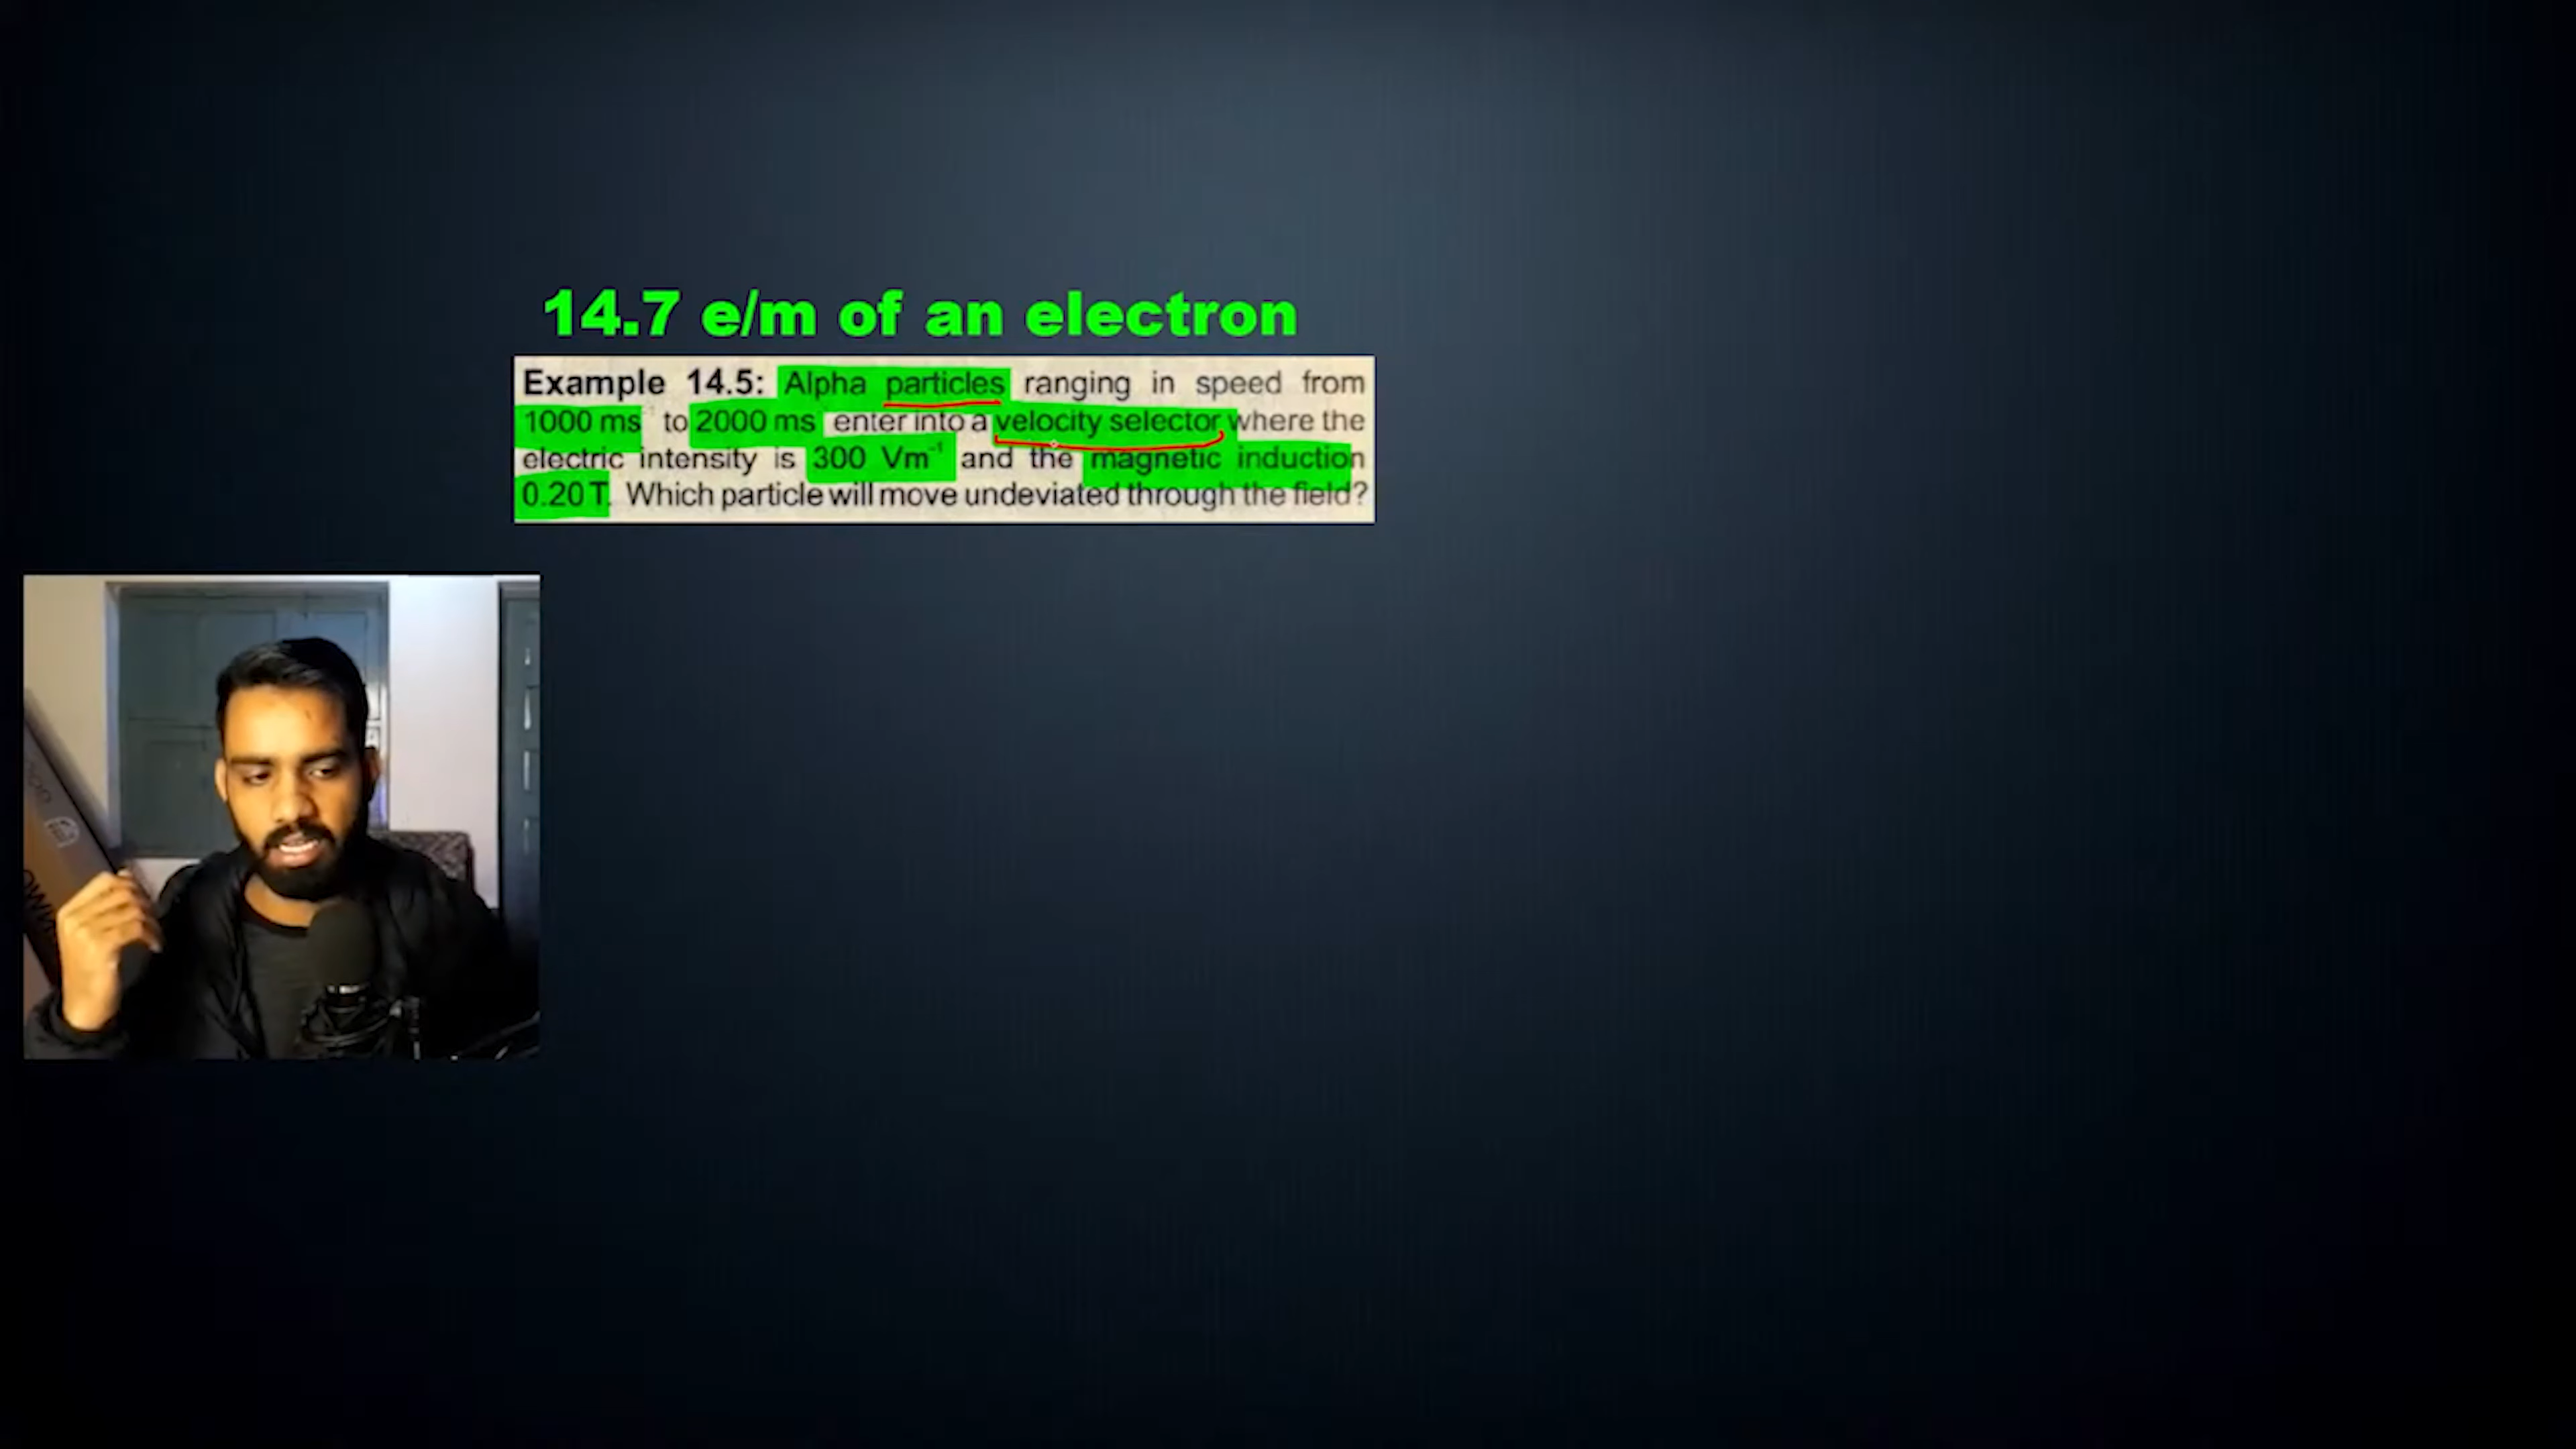 14.7 e/m of an electron
Example 14.5: Alpha particles ranging in speed from
1000 ms⁻¹ to 2000 ms enter into a velocity selector where the
electric intensity is 300 Vm⁻¹ and the magnetic induction
0.20 T. Which particle will move undeviated through the field?